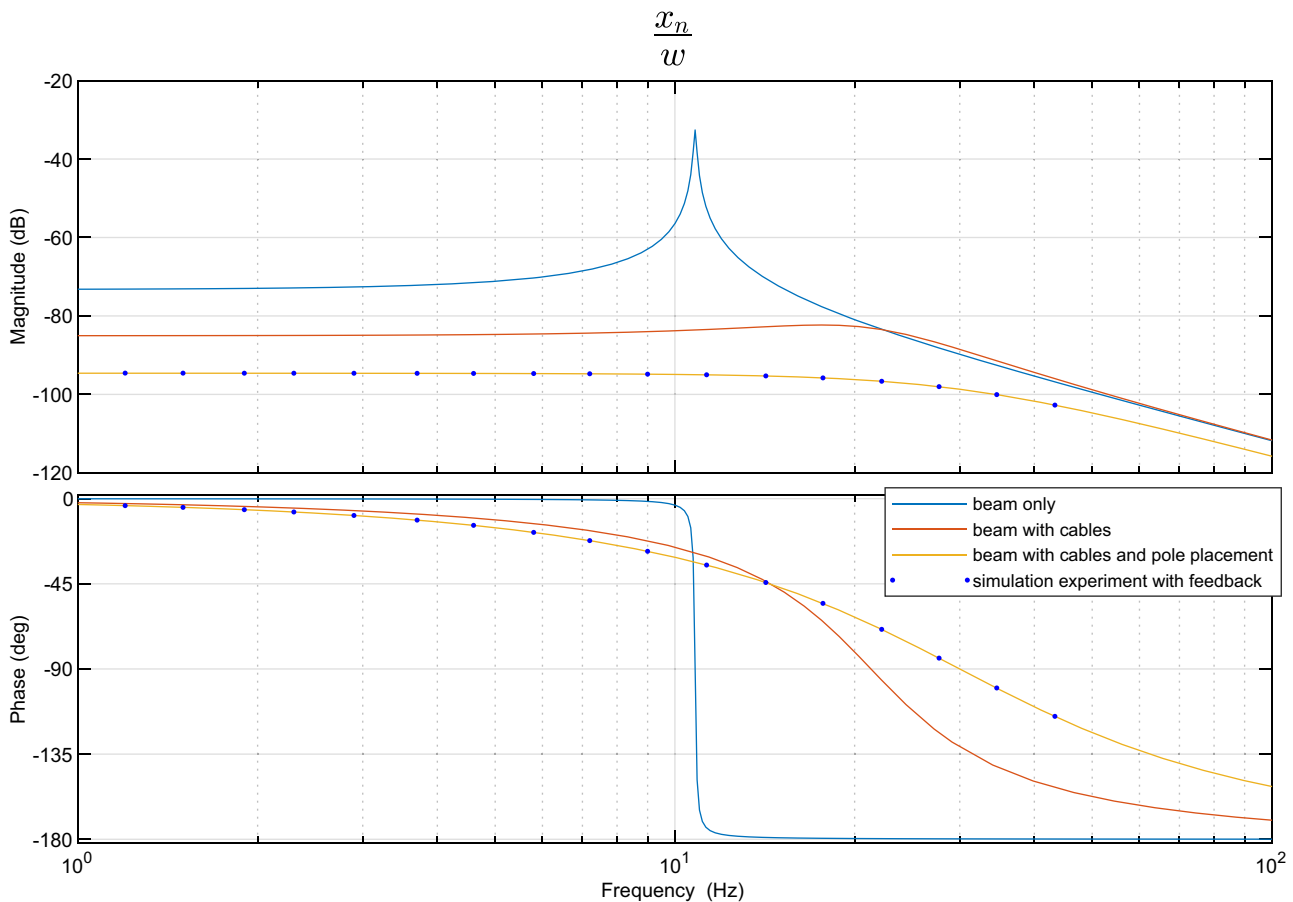 x_n
w
-20
-40
-60
-80
-100
-120
Magnitude (dB)
0
-45
-90
-135
-180
Phase (deg)
beam only
beam with cables
beam with cables and pole placement
simulation experiment with feedback
10^0
10^1
10^2
Frequency (Hz)